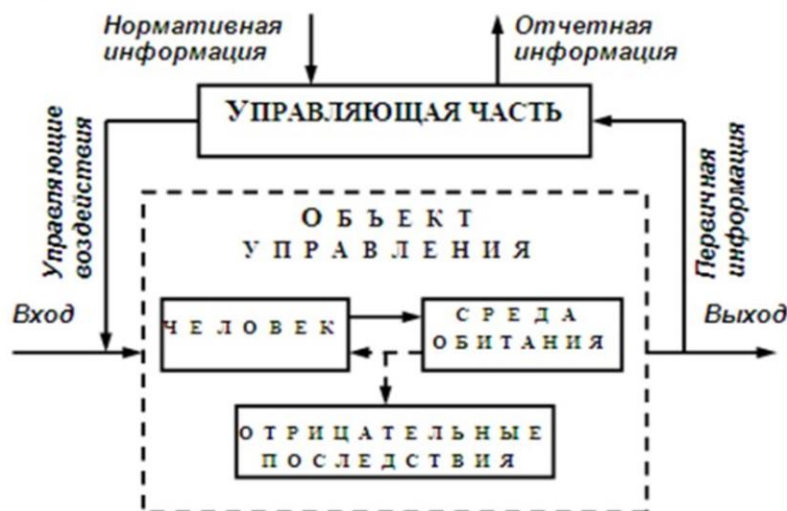 Нормативная
информация
Отчетная
информация
УПРАВЛЯЮЩАЯ ЧАСТЬ
Управляющие
воздействия
Первичная
информация
ОБЪЕКТ
УПРАВЛЕНИЯ
Вход
ЧЕЛОВЕК
СРЕДА
ОБИТАНИЯ
Выход
ОТРИЦАТЕЛЬНЫЕ
ПОСЛЕДСТВИЯ